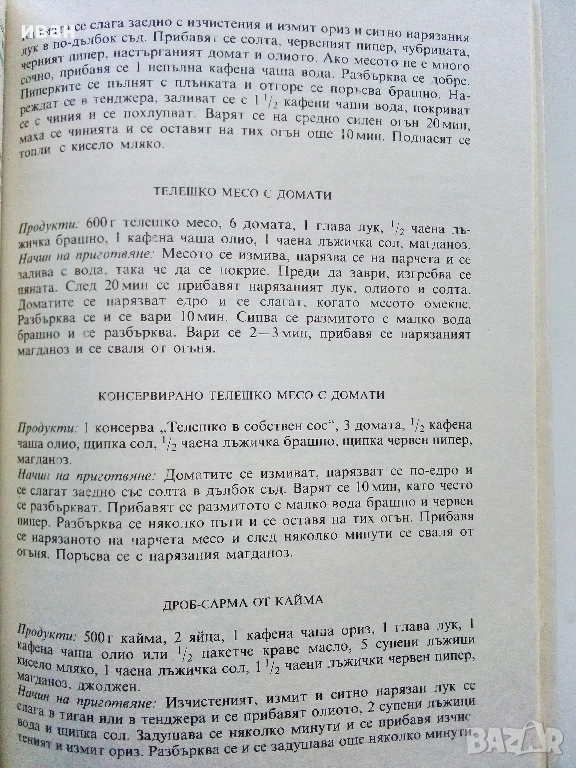 иван
се слага заедно с изчистения и измит ориз и ситно нарязания
лук в по-дълбок съд. Прибавят се солта, червеният пипер, чубрицата,
черният пипер, настърганият домат и олиото. Ако месото не е много
сочно, прибавя се 1 непълна кафена чаша вода. Разбърква се добре.
Пиперките се пълнят с плънката и отгоре се поръсва брашно. На-
реждат се в тенджера, заливат се с 1 1/2 кафени чаши вода, покриват
се с чиния и се похлупват. Варят се на средно силен огън 20 мин,
маха се чинията и се оставят на тих огън още 10 мин. Поднасят се
топли с кисело мляко.
ТЕЛЕШКО МЕСО С ДОМАТИ
Продукти: 600 г телешко месо, 6 домата, 1 глава лук, 1/2 чаена лъ-
жичка брашно, 1 кафена чаша олио, 1 чаена лъжичка сол, магданоз.
Начин на приготвяне: Месото се измива, нарязва се на парчета и се
залива с вода, така че да се покрие. Преди да заври, изгребва се
пяната. След 20 мин се прибавят нарязаният лук, олиото и солта.
Доматите се нарязват едро и се слагат, когато месото омекне.
Разбърква се и се вари 10 мин. Сипва се размитото с малко вода
брашно и се разбърква. Вари се 2—3 мин, прибавя се нарязаният
магданоз и се сваля от огъня.
КОНСЕРВИРАНО ТЕЛЕШКО МЕСО С ДОМАТИ
Продукти: 1 консерва „Телешко в собствен сос“, 3 домата, 1/2 кафена
чаша олио, щипка сол, 1/2 чаена лъжичка брашно, щипка червен пипер,
магданоз.
Начин на приготвяне: Доматите се измиват, нарязват се по-едро и
се слагат заедно със солта в дълбок съд. Варят се 10 мин, като често
се разбъркват. Прибавят се размитото с малко вода брашно и червен
пипер. Разбърква се няколко пъти и се оставя на тих огън. Прибавя
се нарязаното на парчета месо и след няколко минути се сваля от
огъня. Поръсва се с нарязания магданоз.
ДРОБ-САРМА ОТ КАЙМА
Продукти: 500 г кайма, 2 яйца, 1 кафена чаша ориз, 1 глава лук, 1
кафена чаша олио или 1/2 пакетче краве масло, 5 супени лъжици
кисело мляко, 1 чаена лъжичка сол, 1 1/2 чаени лъжички червен пипер,
магданоз, джоджен.
Начин на приготвяне: Изчистеният, измит и ситно нарязан лук се
слага в тиган или в тенджера и се прибавят олиото, 2 супени лъжици
вода и щипка сол. Задушава се няколко минути и се прибавя изчис-
теният и измит ориз. Разбърква се и се задушава още няколко минути.
BAZAR